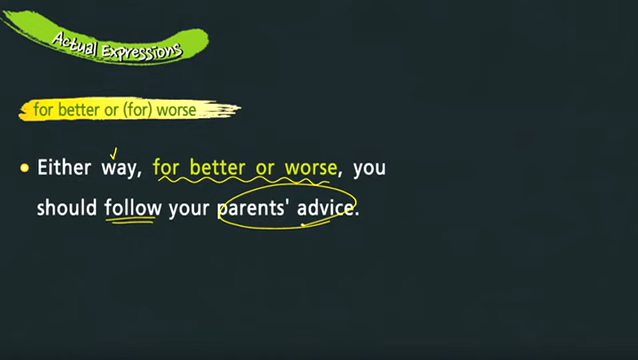 Actual Expressions
for better or (for) worse
• Either way, for better or worse, you
should follow your parents' advice.